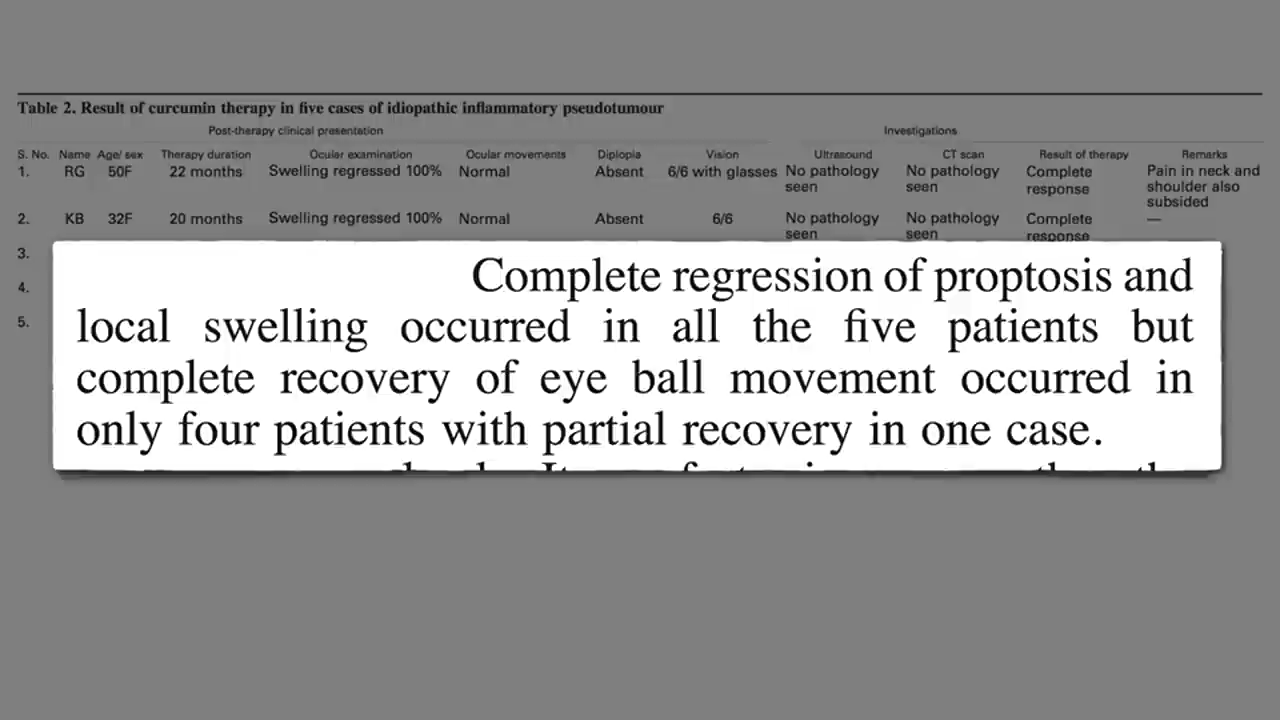 Table 2. Result of curcumin therapy in five cases of idiopathic inflammatory pseudotumour
Post-therapy clinical presentation Investigations
S. No. Name Age/ sex Therapy duration Ocular examination Ocular movements Diplopia Vision Ultrasound CT scan Result of therapy Remarks
1. RG 50F 22 months Swelling regressed 100% Normal Absent 6/6 with glasses No pathology No pathology Complete Pain in neck and
seen seen response shoulder also
subsided
2. KB 32F 20 months Swelling regressed 100% Normal Absent 6/6 No pathology No pathology Complete —
seen seen response
3.
4.
5.
Complete regression of proptosis and
local swelling occurred in all the five patients but
complete recovery of eye ball movement occurred in
only four patients with partial recovery in one case.